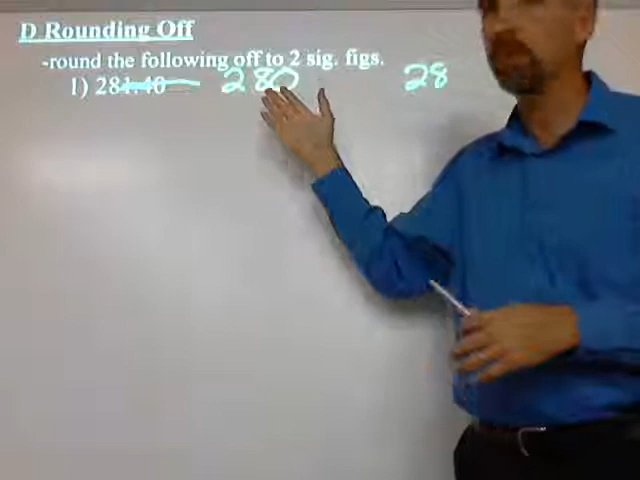 D Rounding Off
-round the following off to 2 sig. figs.
1) 281.40 280 28